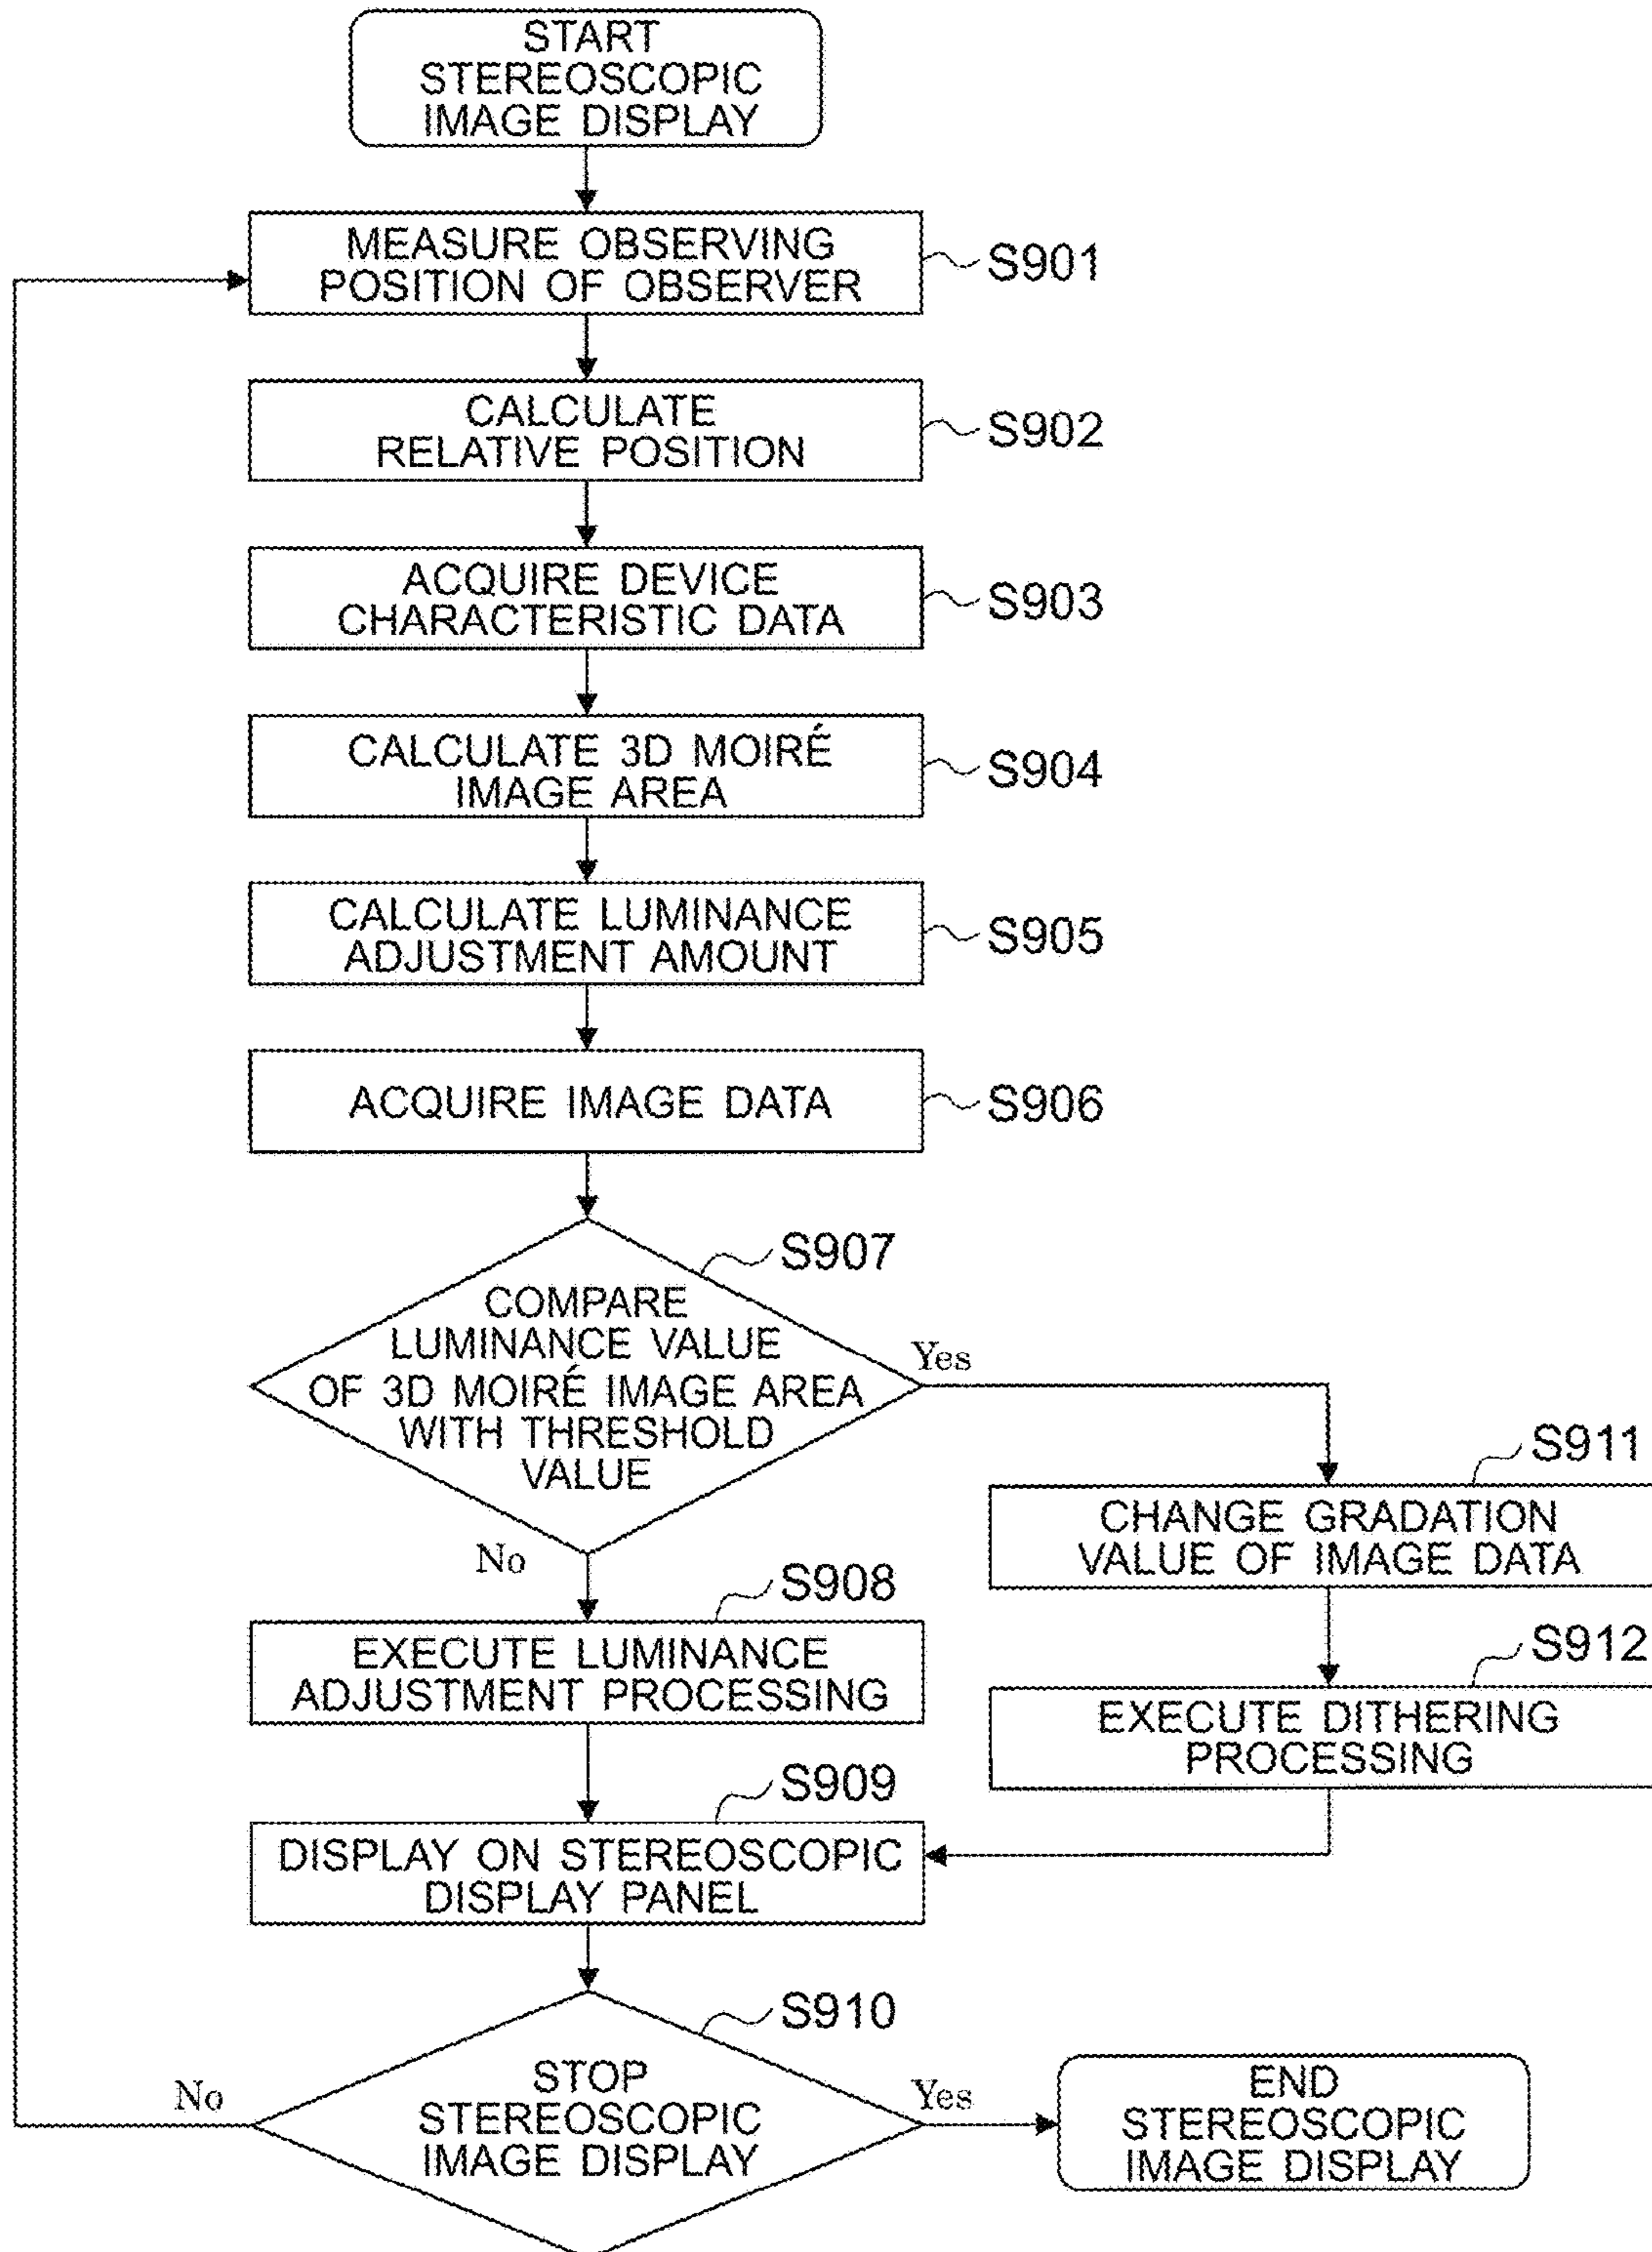 START
STEREOSCOPIC
IMAGE DISPLAY
MEASURE OBSERVING
POSITION OF OBSERVER
S901
CALCULATE
RELATIVE POSITION
S902
ACQUIRE DEVICE
CHARACTERISTIC DATA
S903
CALCULATE 3D MOIRÉ
IMAGE AREA
S904
CALCULATE LUMINANCE
ADJUSTMENT AMOUNT
S905
ACQUIRE IMAGE DATA
S906
S907
COMPARE
LUMINANCE VALUE
OF 3D MOIRÉ IMAGE AREA
WITH THRESHOLD
VALUE
Yes
No
S911
CHANGE GRADATION
VALUE OF IMAGE DATA
S908
EXECUTE LUMINANCE
ADJUSTMENT PROCESSING
S912
EXECUTE DITHERING
PROCESSING
S909
DISPLAY ON STEREOSCOPIC
DISPLAY PANEL
S910
STOP
STEREOSCOPIC
IMAGE DISPLAY
No
Yes
END
STEREOSCOPIC
IMAGE DISPLAY